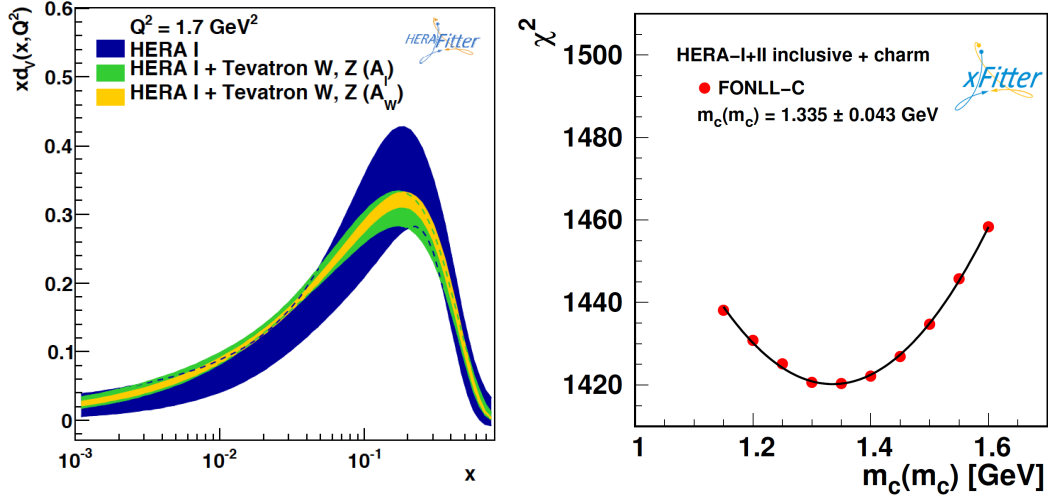 xd_V(x,Q²)
Q² = 1.7 GeV²
HERA I
HERA I + Tevatron W, Z (A_l)
HERA I + Tevatron W, Z (A_W)
HERAFitter
0.6
0.5
0.4
0.3
0.2
0.1
0
10⁻³
10⁻²
10⁻¹
x
χ²
HERA−I+II inclusive + charm
FONLL−C
m_c(m_c) = 1.335 ± 0.043 GeV
xFitter
1500
1480
1460
1440
1420
1
1.2
1.4
1.6
m_c(m_c) [GeV]